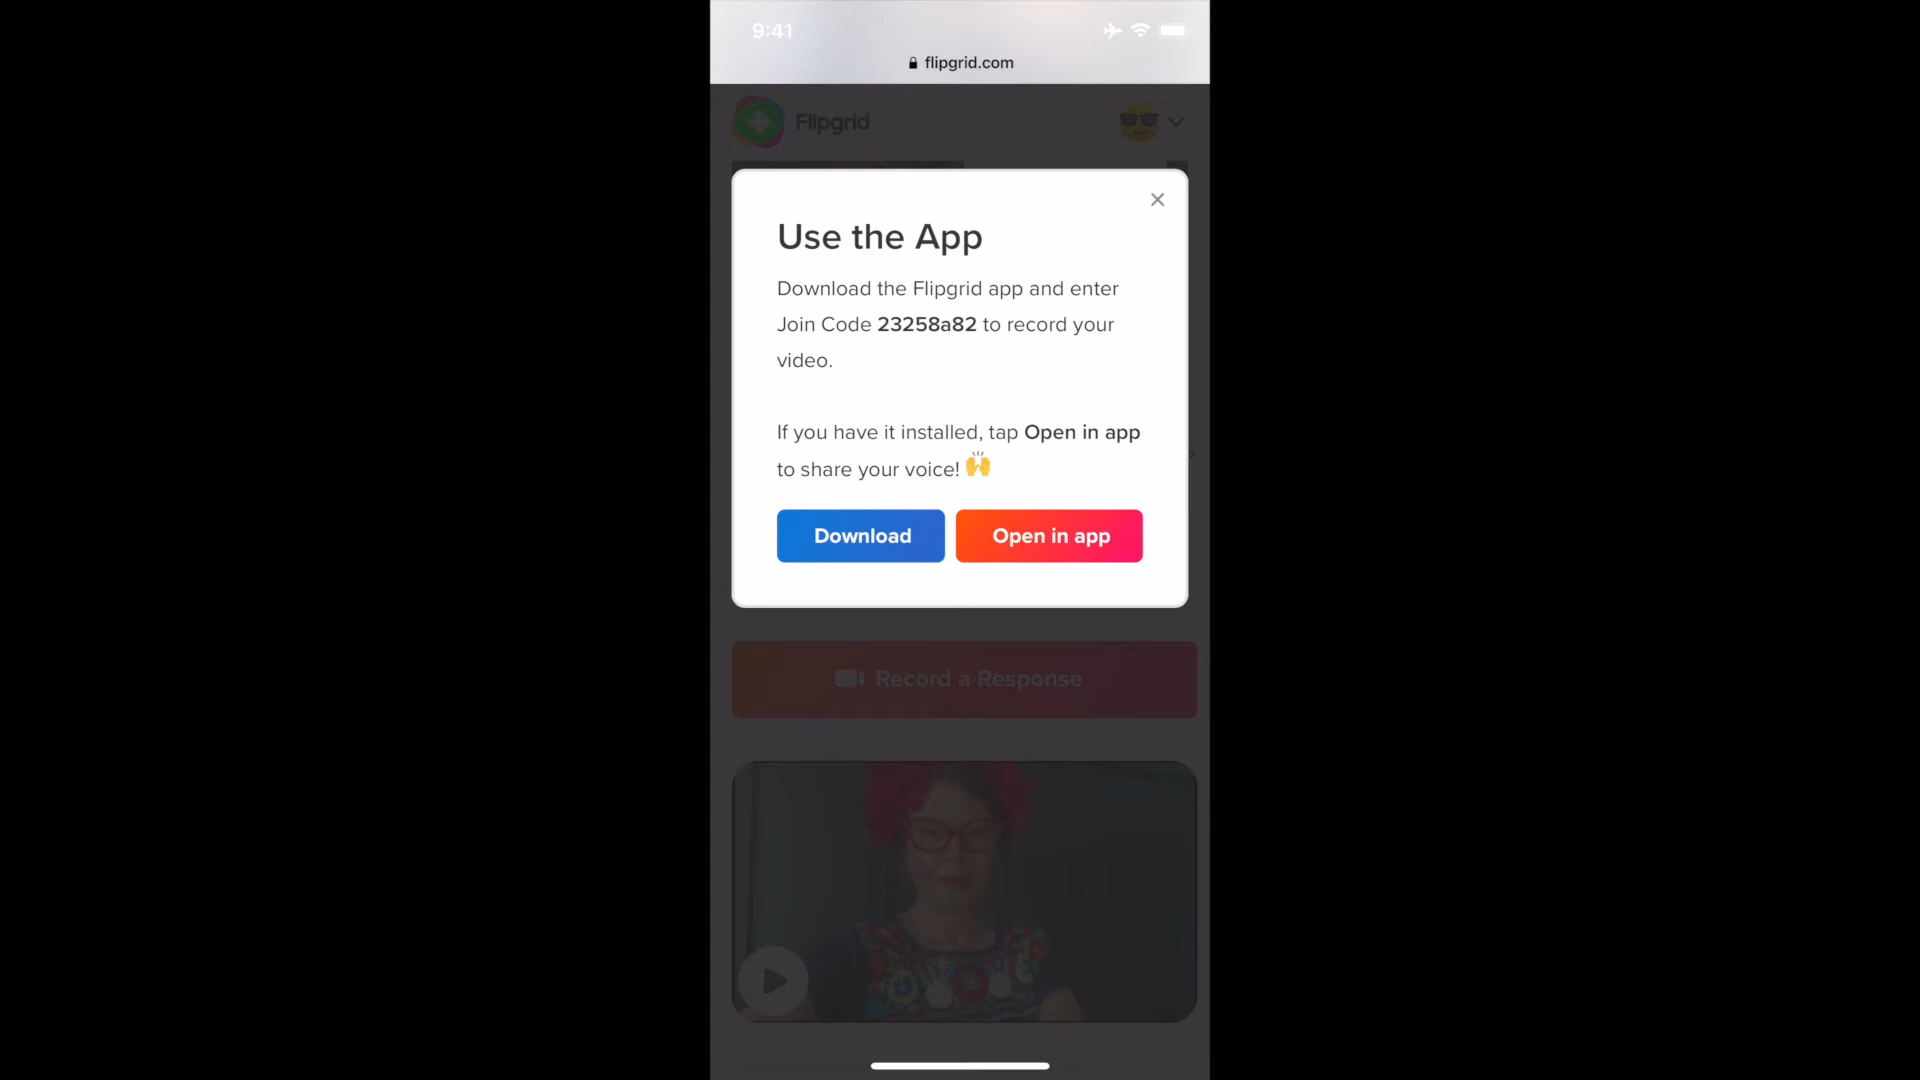 9:41
flipgrid.com
Flipgrid
Use the App
Download the Flipgrid app and enter
Join Code 23258a82 to record your
video.
If you have it installed, tap Open in app
to share your voice! 🙌
Download
Open in app
Record a Response